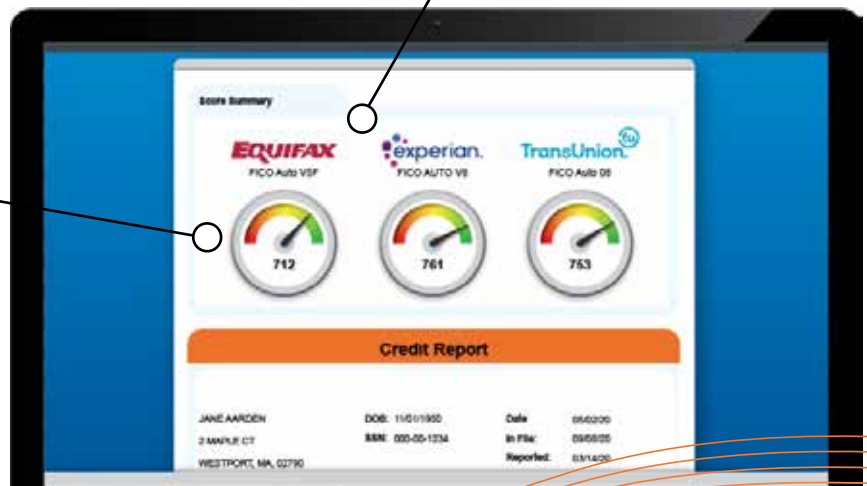 Score Summary
EQUIFAX experian. TransUnion tu
FICO Auto V5F FICO AUTO V8 FICO Auto 08
712 761 753
Credit Report
JANE AARDEN DOB: 11/01/1950 Date 05/02/20
2 MAPLE CT SSN: 000-00-1234 In File:
WESTPORT, MA, 02790 Reported: 03/14/20